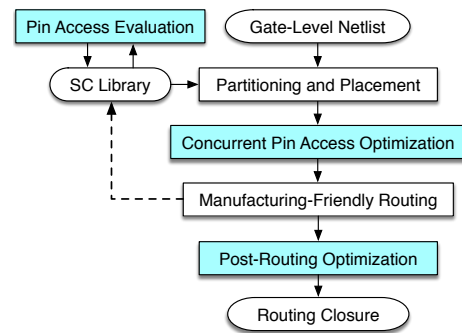 Pin Access Evaluation
Gate-Level Netlist
SC Library
Partitioning and Placement
Concurrent Pin Access Optimization
Manufacturing-Friendly Routing
Post-Routing Optimization
Routing Closure